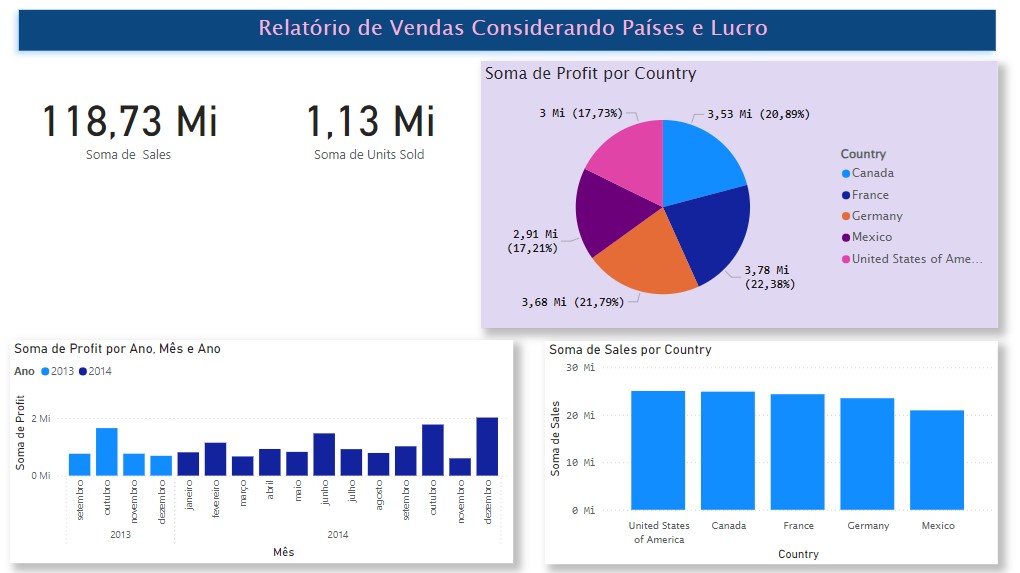 Relatório de Vendas Considerando Países e Lucro
118,73 Mi
Soma de Sales
1,13 Mi
Soma de Units Sold
Soma de Profit por Country
3 Mi (17,73%)
3,53 Mi (20,89%)
2,91 Mi
(17,21%)
3,78 Mi
(22,38%)
3,68 Mi (21,79%)
Country
Canada
France
Germany
Mexico
United States of Ame...
Soma de Profit por Ano, Mês e Ano
Ano 2013 2014
Soma de Profit
2 Mi
0 Mi
setembro
outubro
novembro
dezembro
janeiro
fevereiro
março
abril
maio
junho
julho
agosto
setembro
outubro
novembro
dezembro
2013
2014
Mês
Soma de Sales por Country
Soma de Sales
30 Mi
20 Mi
10 Mi
0 Mi
United States
of America
Canada
France
Germany
Mexico
Country